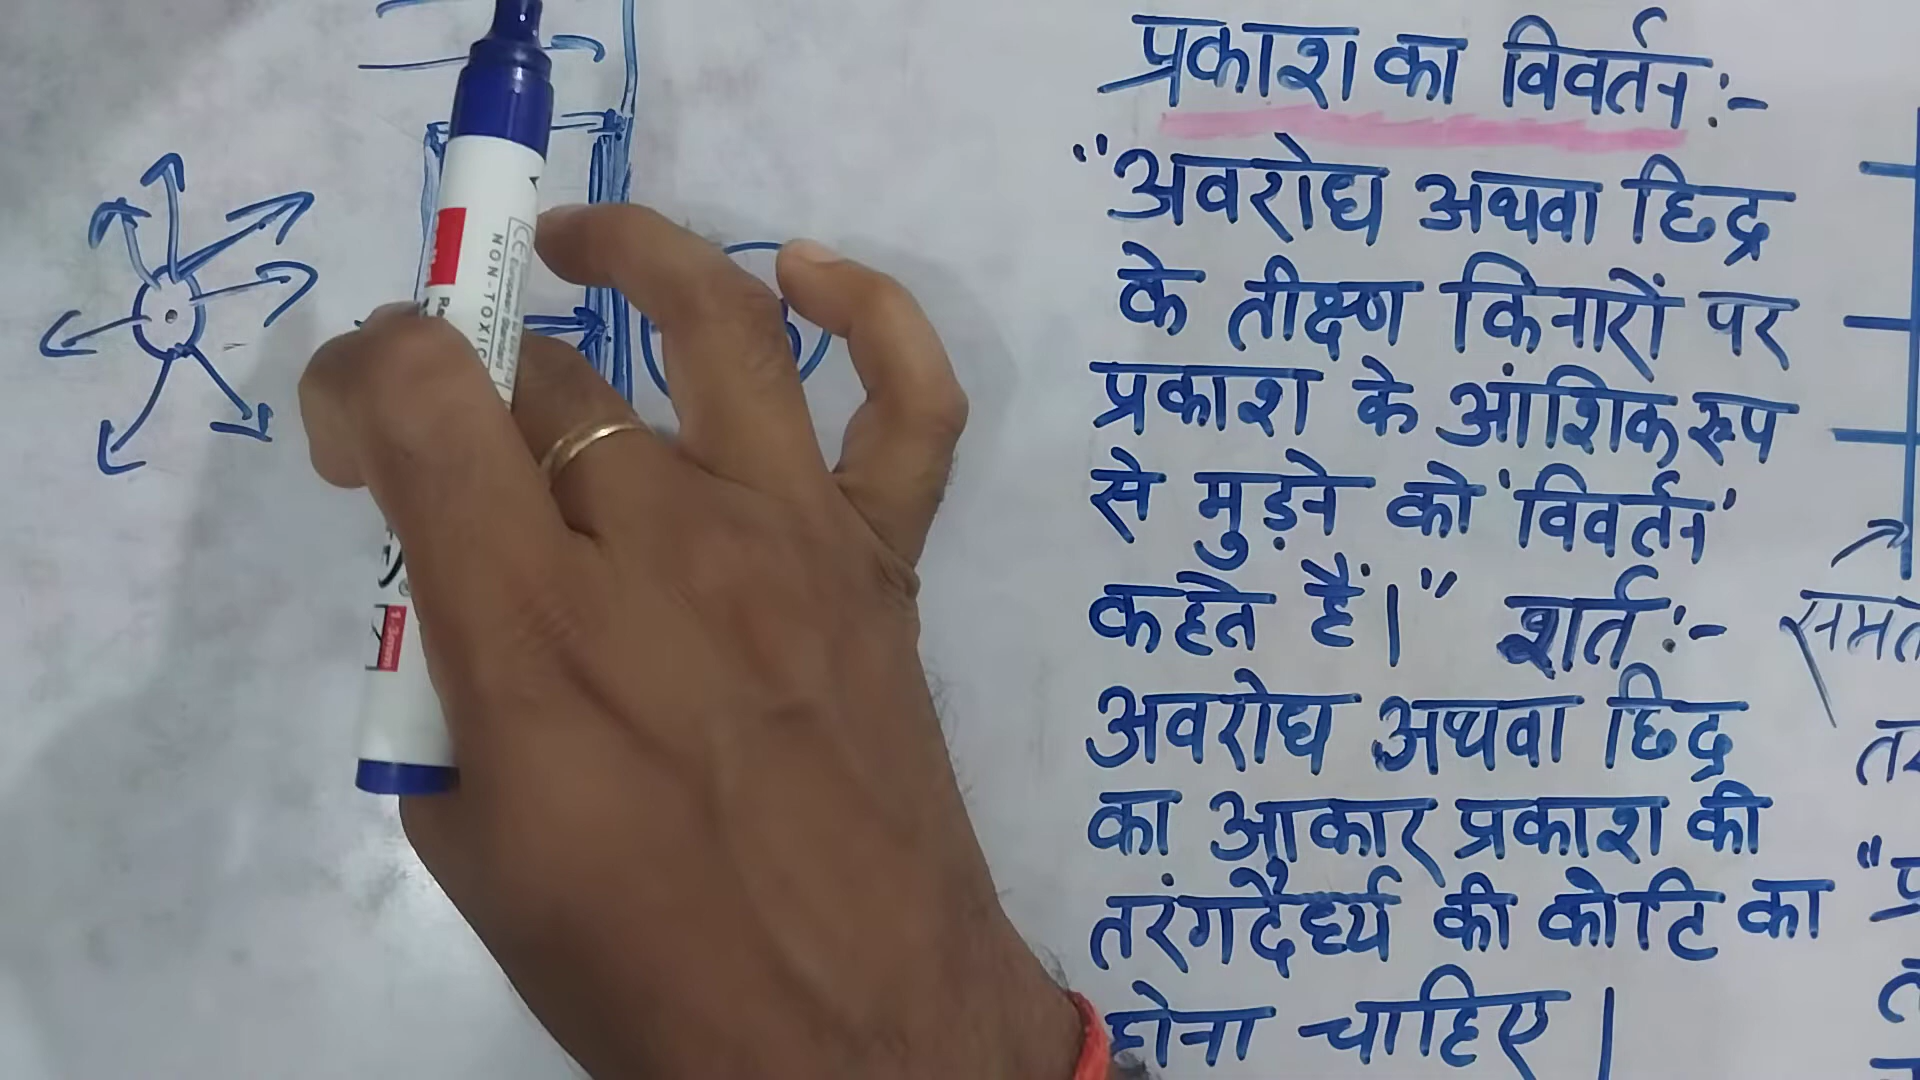 प्रकाश का विवर्तन :-
"अवरोध अथवा छिद्र
के तीक्ष्ण किनारों पर
प्रकाश के आंशिक रूप
से मुड़ने को 'विवर्तन'
कहते हैं।" शर्त :-
अवरोध अथवा छिद्र
का आकार प्रकाश की
तरंगदैर्ध्य की कोटि का
होना चाहिए।
NON-TOXIC